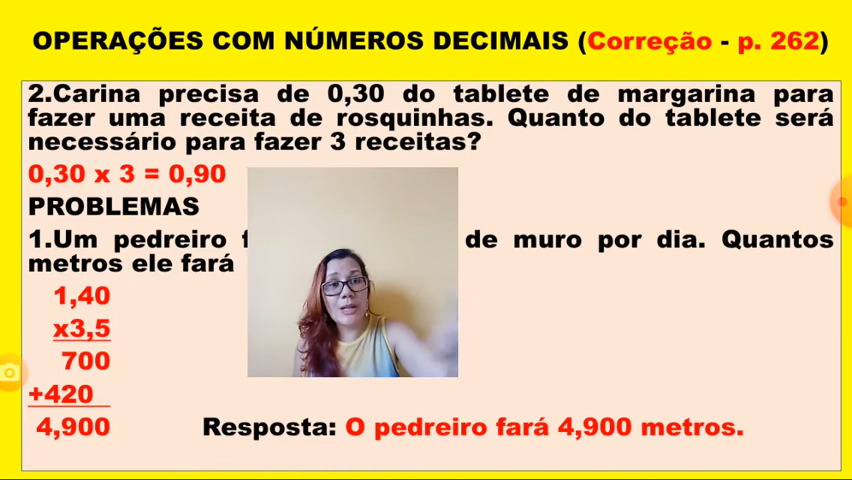 OPERAÇÕES COM NÚMEROS DECIMAIS (Correção - p. 262)
2.Carina precisa de 0,30 do tablete de margarina para
fazer uma receita de rosquinhas. Quanto do tablete será
necessário para fazer 3 receitas?
0,30 x 3 = 0,90
PROBLEMAS
1.Um pedreiro de muro por dia. Quantos
metros ele fará
1,40
x3,5
700
+420
4,900 Resposta: O pedreiro fará 4,900 metros.